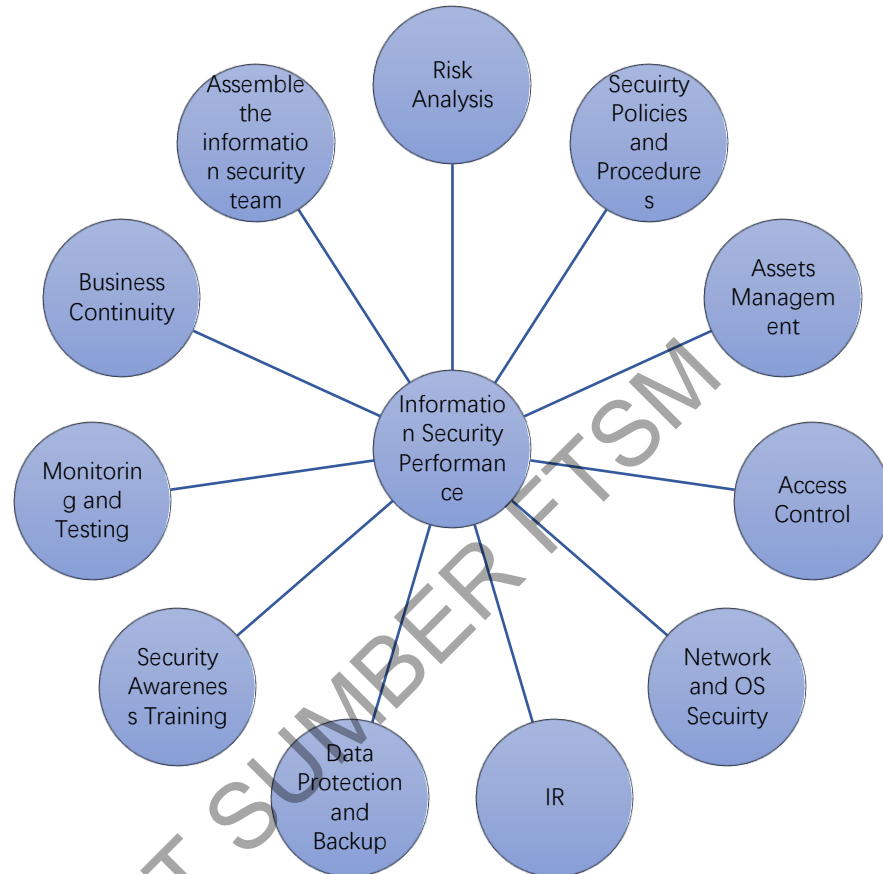 Risk
Analysis
Secuirty
Policies
and
Procedure
s
Assets
Managem
ent
Access
Control
Network
and OS
Secuirty
IR
Data
Protection
and
Backup
Security
Awarenes
s Training
Monitorin
g and
Testing
Business
Continuity
Assemble
the
informatio
n security
team
Informatio
n Security
Performan
ce
T SUMBER FTSM